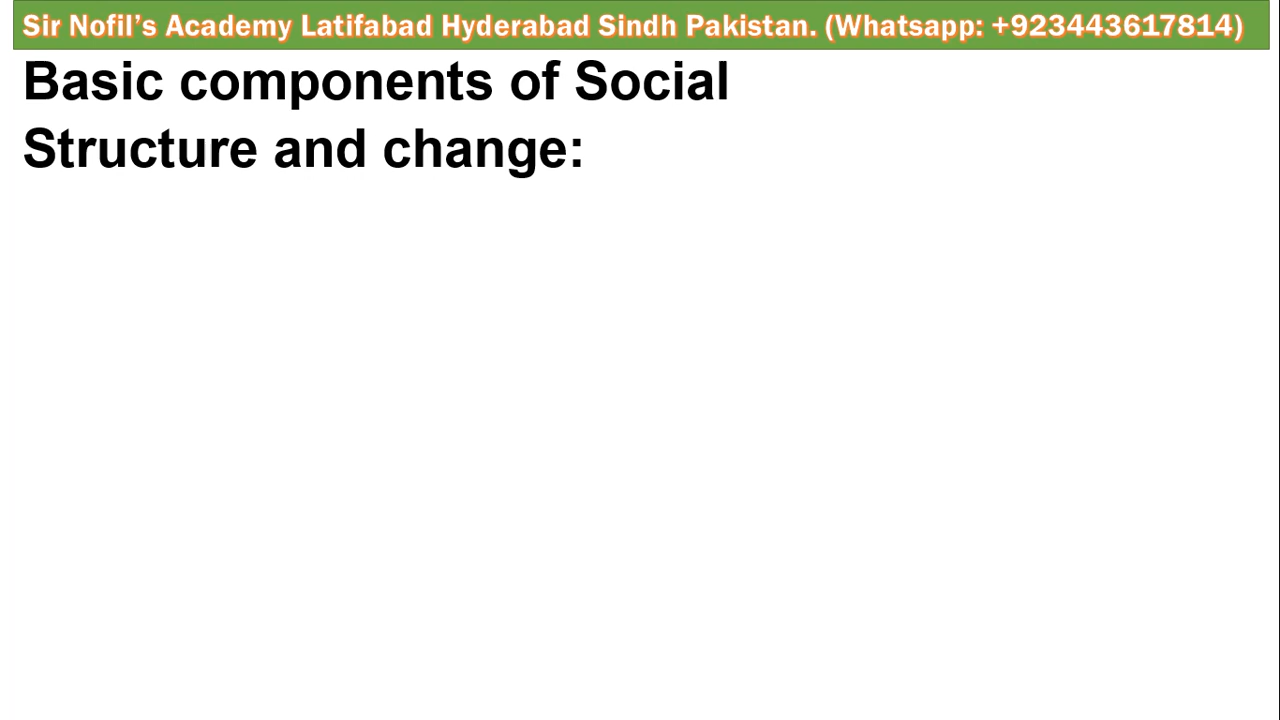 Sir Nofil’s Academy Latifabad Hyderabad Sindh Pakistan. (Whatsapp: +923443617814)
Basic components of Social
Structure and change: